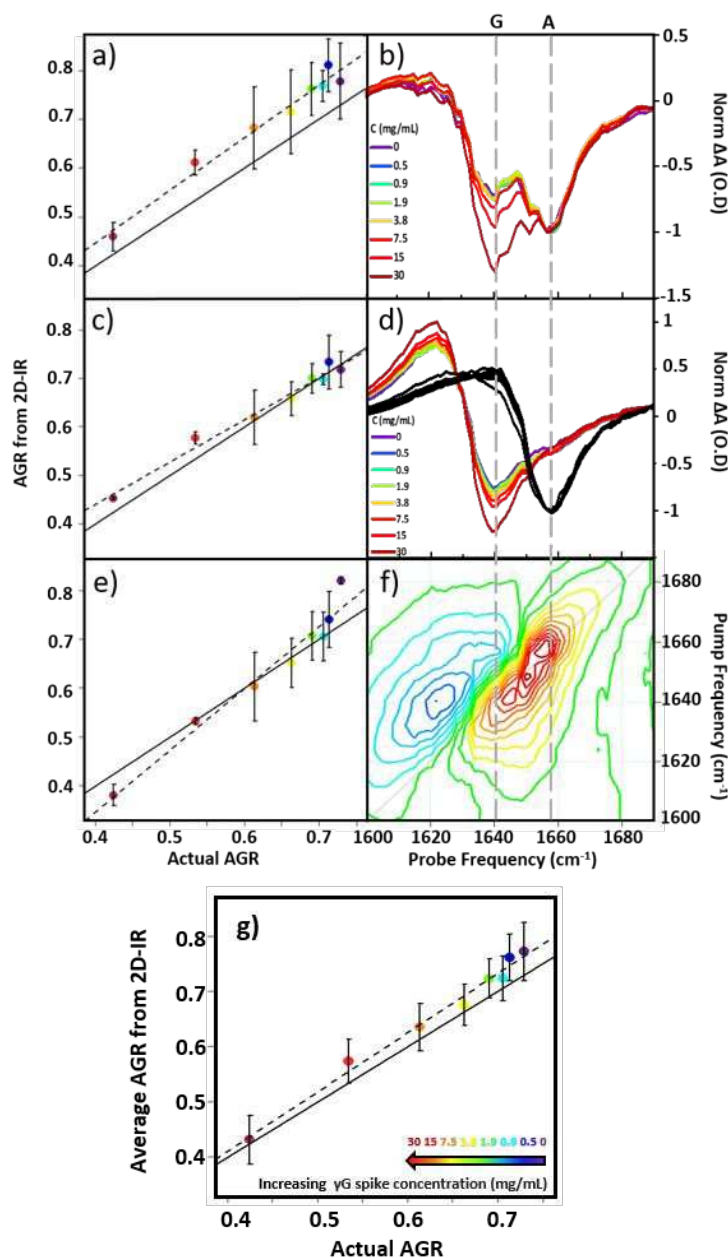 G A
a)
0.8
0.7
0.6
0.5
0.4
b)
C (mg/mL)
0
0.5
0.9
1.9
3.8
7.5
15
30
0.5
0
-0.5
-1
-1.5
Norm ΔA (O.D)
c)
0.8
0.7
0.6
0.5
0.4
AGR from 2D-IR
d)
C (mg/mL)
0
0.5
0.9
1.9
3.8
7.5
15
30
0.5
0
-0.5
-1
Norm ΔA (O.D)
e)
0.8
0.7
0.6
0.5
0.4
0.4 0.5 0.6 0.7
Actual AGR
f)
1680
1660
1640
1620
1600
Pump Frequency (cm⁻¹)
1600 1620 1640 1660 1680
Probe Frequency (cm⁻¹)
g)
0.8
0.7
0.6
0.5
0.4
Average AGR from 2D-IR
30 15 7.5 3.8 1.9 0.9 0.5 0
Increasing γG spike concentration (mg/mL)
0.4 0.5 0.6 0.7
Actual AGR